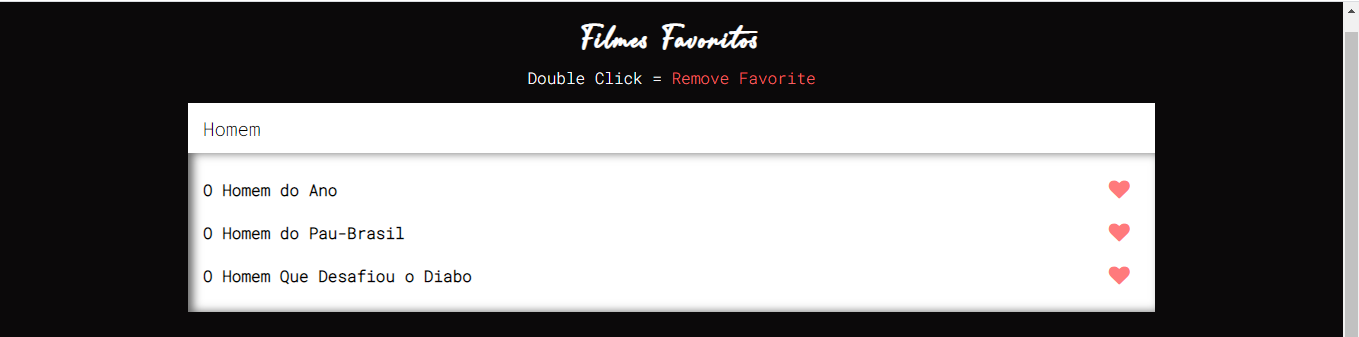 Filmes Favoritos
Double Click = Remove Favorite
Homem
O Homem do Ano
O Homem do Pau-Brasil
O Homem Que Desafiou o Diabo